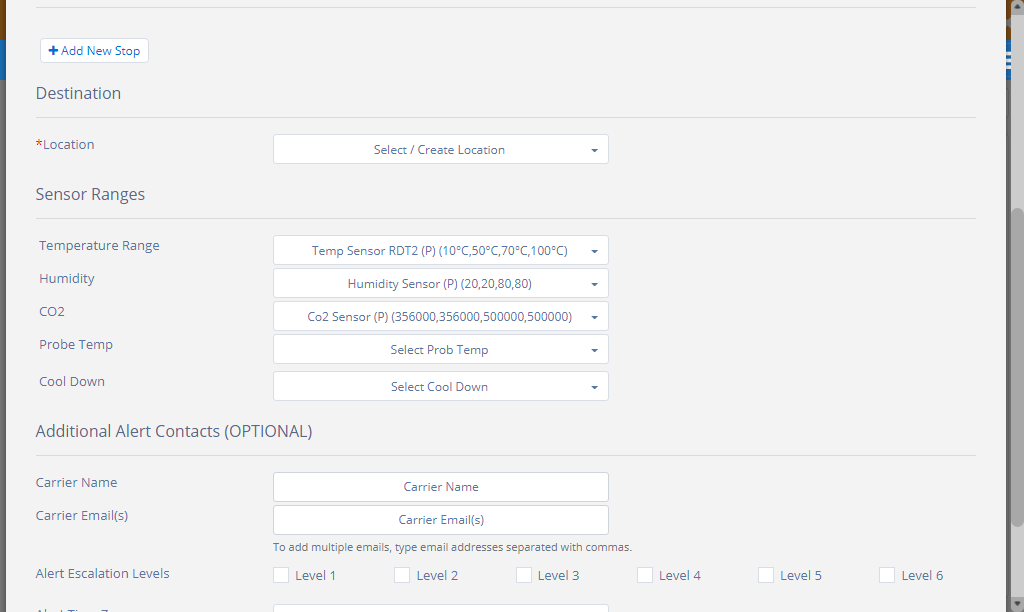 Add New Stop
Destination
*Location
Select / Create Location
Sensor Ranges
Temperature Range
Temp Sensor RDT2 (P) (10°C,50°C,70°C,100°C)
Humidity
Humidity Sensor (P) (20,20,80,80)
CO2
Co2 Sensor (P) (356000,356000,500000,500000)
Probe Temp
Select Prob Temp
Cool Down
Select Cool Down
Additional Alert Contacts (OPTIONAL)
Carrier Name
Carrier Name
Carrier Email(s)
Carrier Email(s)
To add multiple emails, type email addresses separated with commas.
Alert Escalation Levels
Level 1
Level 2
Level 3
Level 4
Level 5
Level 6